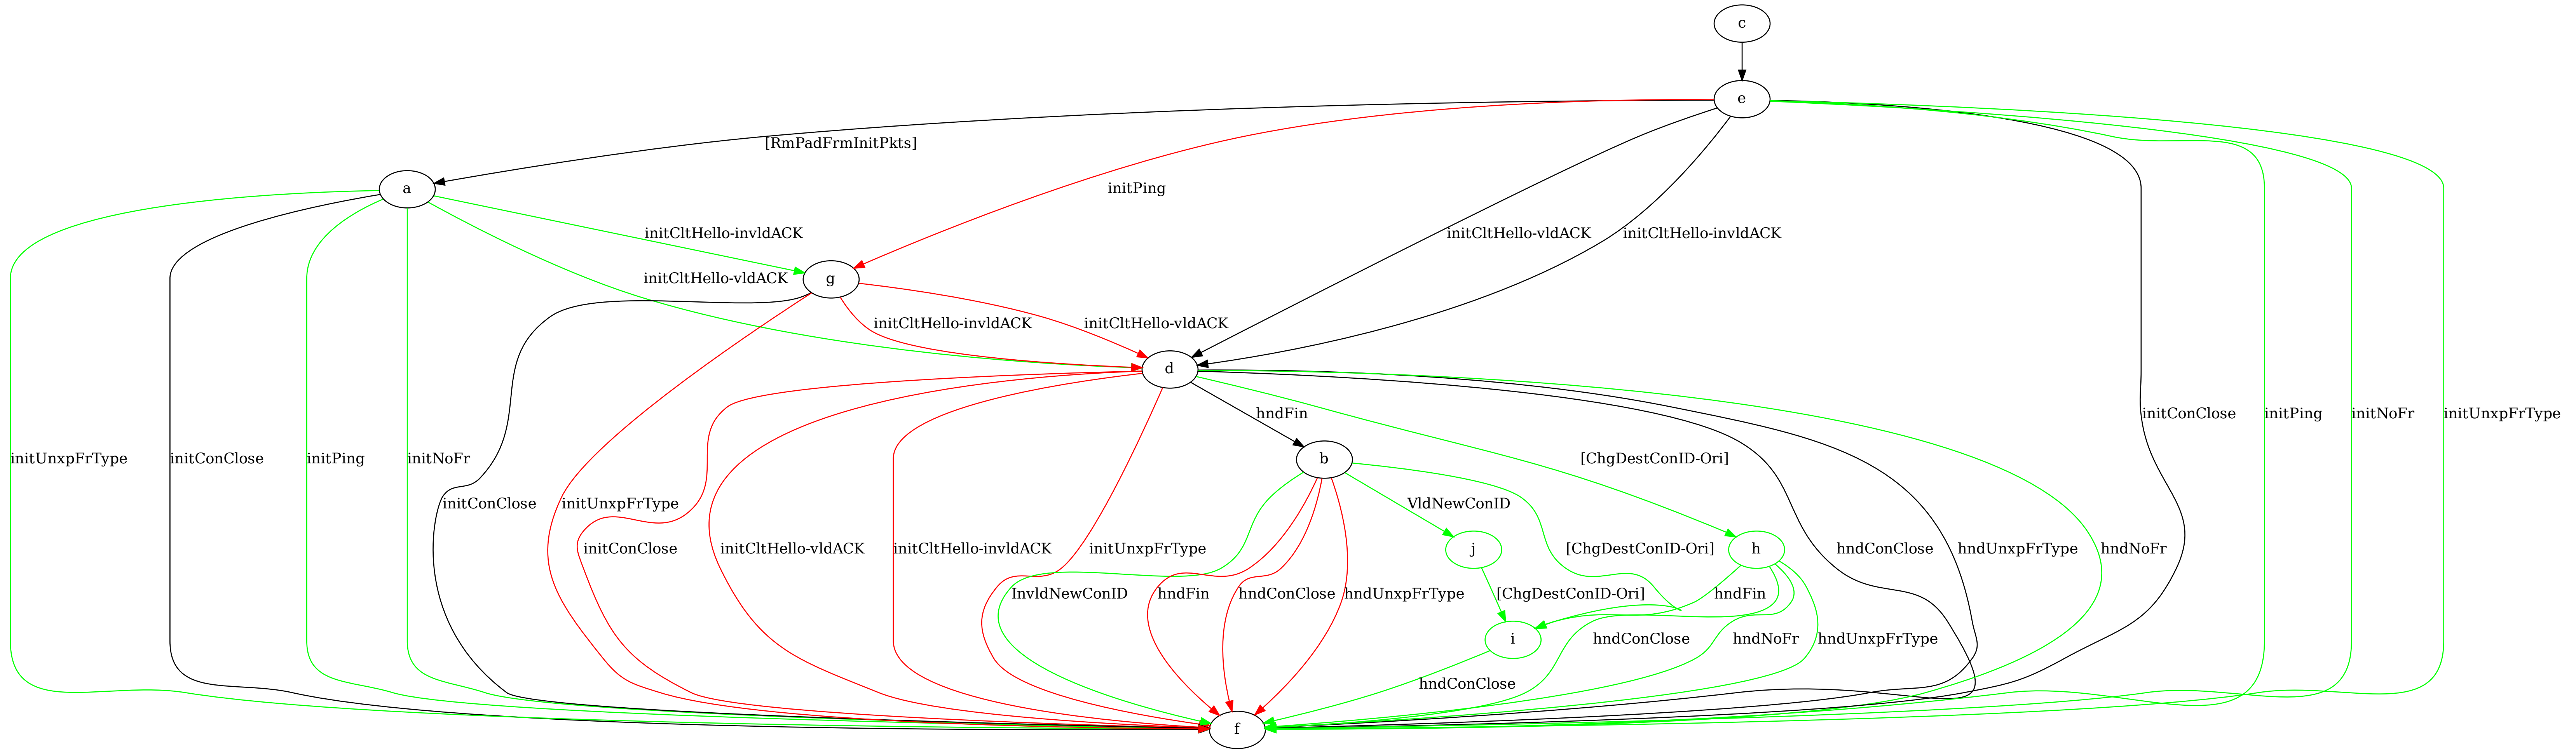 c
e
[RmPadFrmInitPkts]
a
initPing
initCltHello-invldACK
initCltHello-vldACK
initCltHello-invldACK
g
initCltHello-vldACK
initCltHello-invldACK
initCltHello-vldACK
d
hndFin
initConClose
initPing
initNoFr
initUnxpFrType
initUnxpFrType
initConClose
initPing
initNoFr
b
[ChgDestConID-Ori]
initConClose
initUnxpFrType
VldNewConID
initConClose
initCltHello-vldACK
initCltHello-invldACK
initUnxpFrType
j
[ChgDestConID-Ori]
h
hndConClose
hndUnxpFrType
hndNoFr
InvldNewConID
hndFin
hndConClose
hndUnxpFrType
[ChgDestConID-Ori]
hndFin
i
hndConClose
hndNoFr
hndUnxpFrType
hndConClose
f